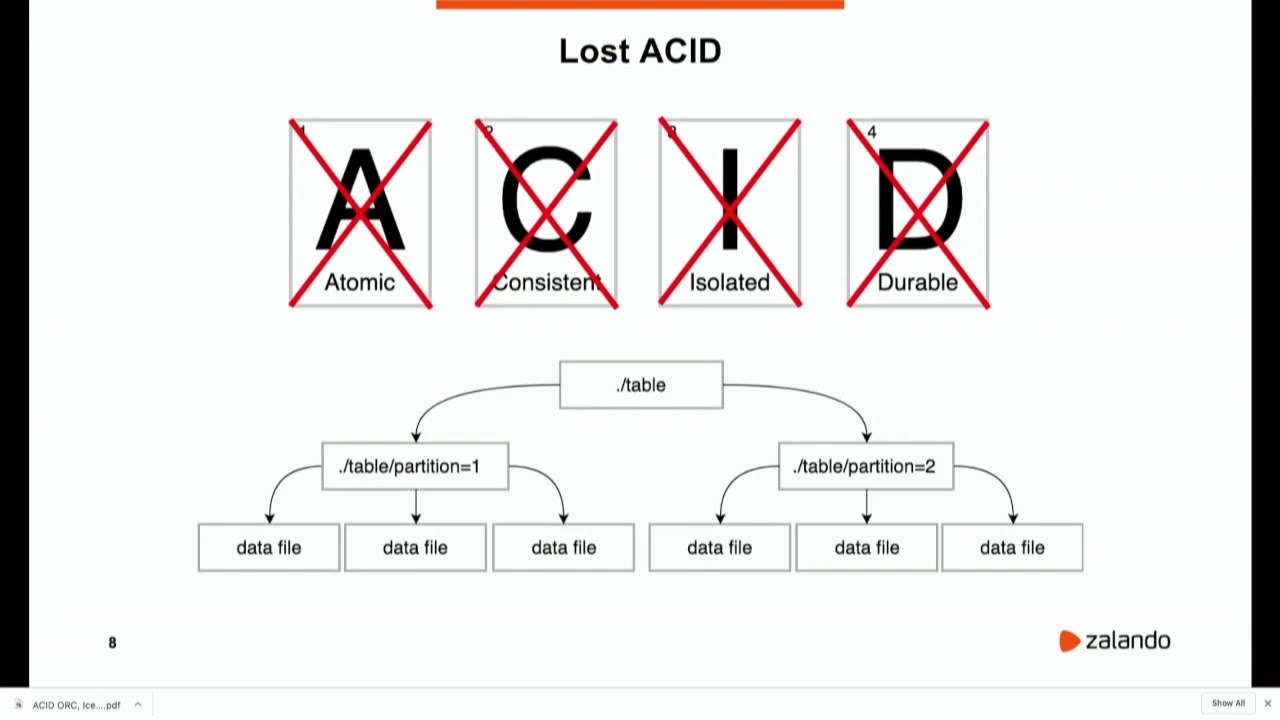 Lost ACID
1 2 3 4
A C I D
Atomic Consistent Isolated Durable
./table
./table/partition=1 ./table/partition=2
data file data file data file data file data file data file
8
zalando
ACID ORC, Ice....pdf
Show All